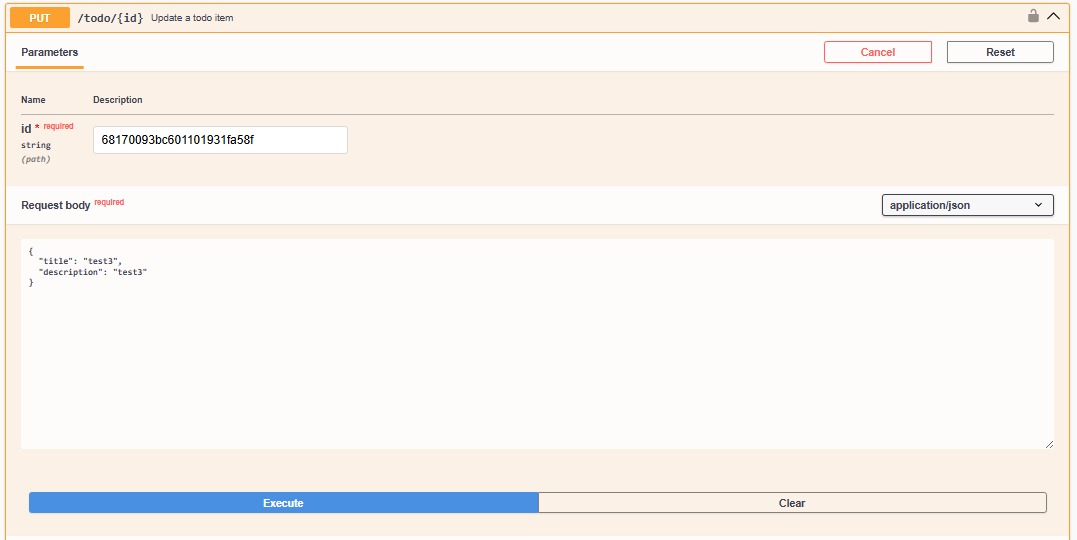 PUT /todo/{id} Update a todo item
Parameters
Cancel
Reset
Name Description
id * required
string
(path)
68170093bc601101931fa58f
Request body required
application/json
{
  "title": "test3",
  "description": "test3"
}
Execute
Clear